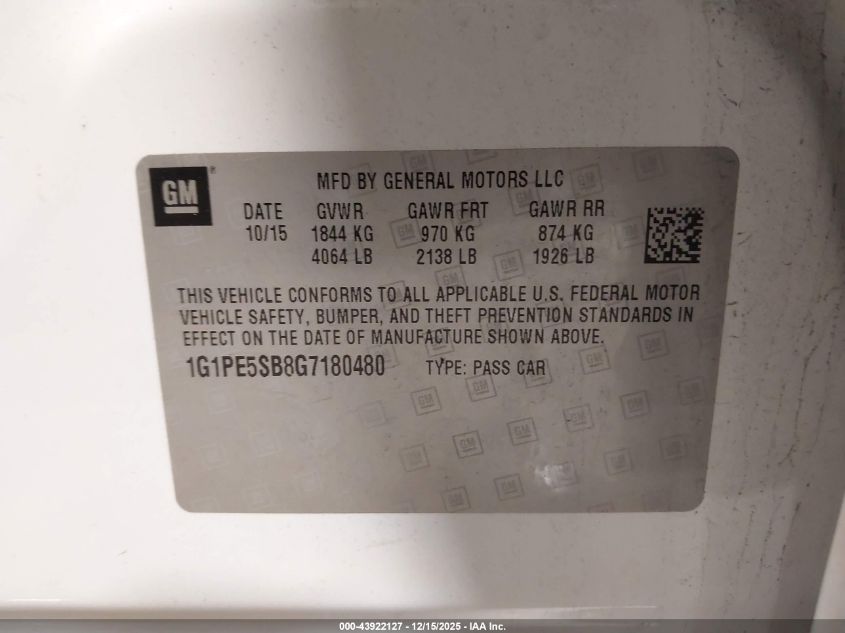 GM®
MFD BY GENERAL MOTORS LLC
DATE GVWR GAWR FRT GAWR RR
10/15 1844 KG 970 KG 874 KG
4064 LB 2138 LB 1926 LB
THIS VEHICLE CONFORMS TO ALL APPLICABLE U.S. FEDERAL MOTOR
VEHICLE SAFETY, BUMPER, AND THEFT PREVENTION STANDARDS IN
EFFECT ON THE DATE OF MANUFACTURE SHOWN ABOVE.
1G1PE5SB8G7180480 TYPE: PASS CAR
000-43922127 - 12/15/2025 - IAA Inc.